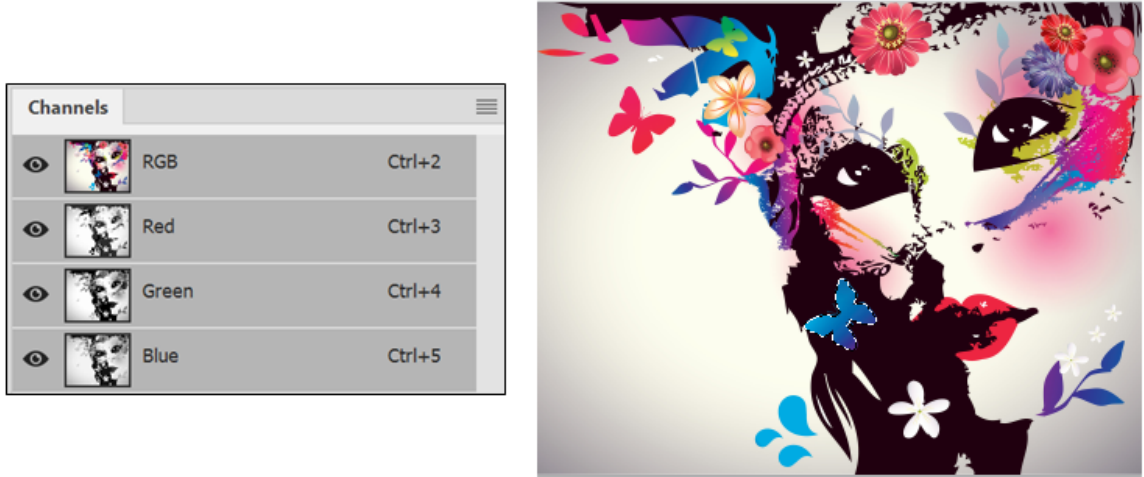 Channels
RGB Ctrl+2
Red Ctrl+3
Green Ctrl+4
Blue Ctrl+5